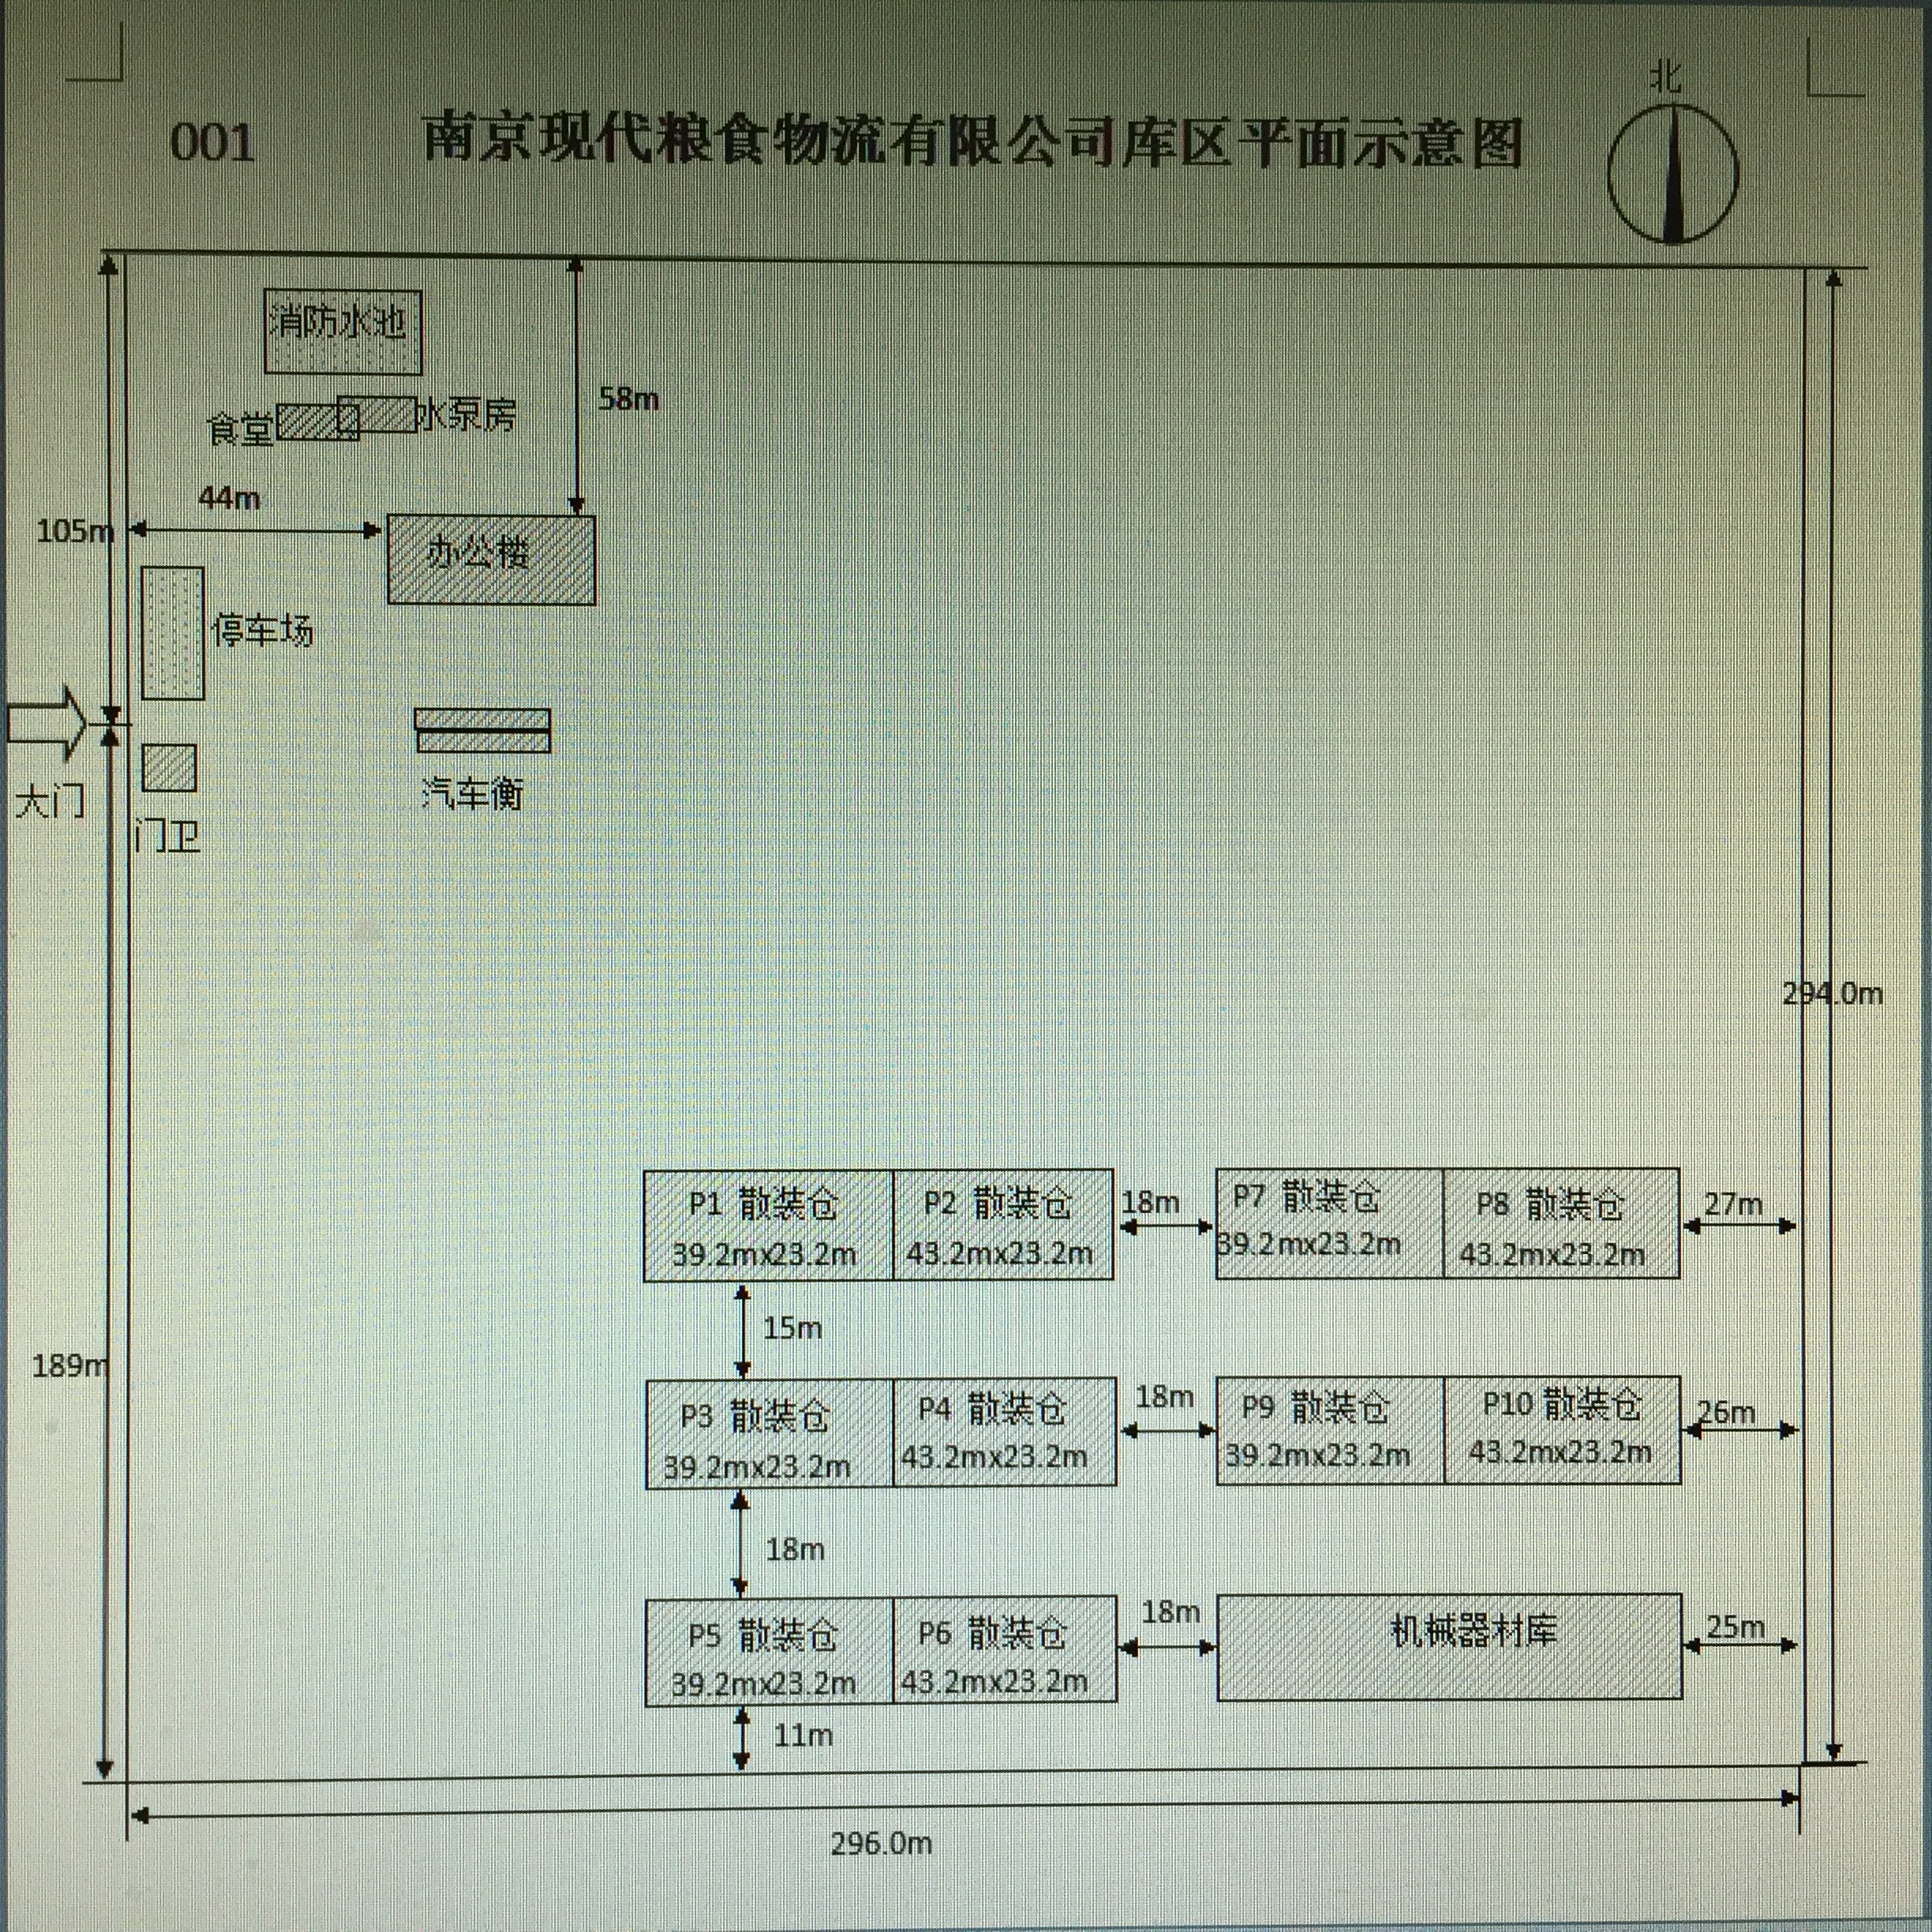 北
001 南京现代粮食物流有限公司库区平面示意图
消防水池
58m
食堂 水泵房
44m
105m
办公楼
停车场
大门
门卫
汽车衡
294.0m
P1 散装仓 P2 散装仓 18m P7 散装仓 P8 散装仓 27m
39.2mx23.2m 43.2mx23.2m 39.2mx23.2m 43.2mx23.2m
15m
189m
P3 散装仓 P4 散装仓 18m P9 散装仓 P10 散装仓 26m
39.2mx23.2m 43.2mx23.2m 39.2mx23.2m 43.2mx23.2m
18m
P5 散装仓 P6 散装仓 18m 机械器材库 25m
39.2mx23.2m 43.2mx23.2m
11m
296.0m